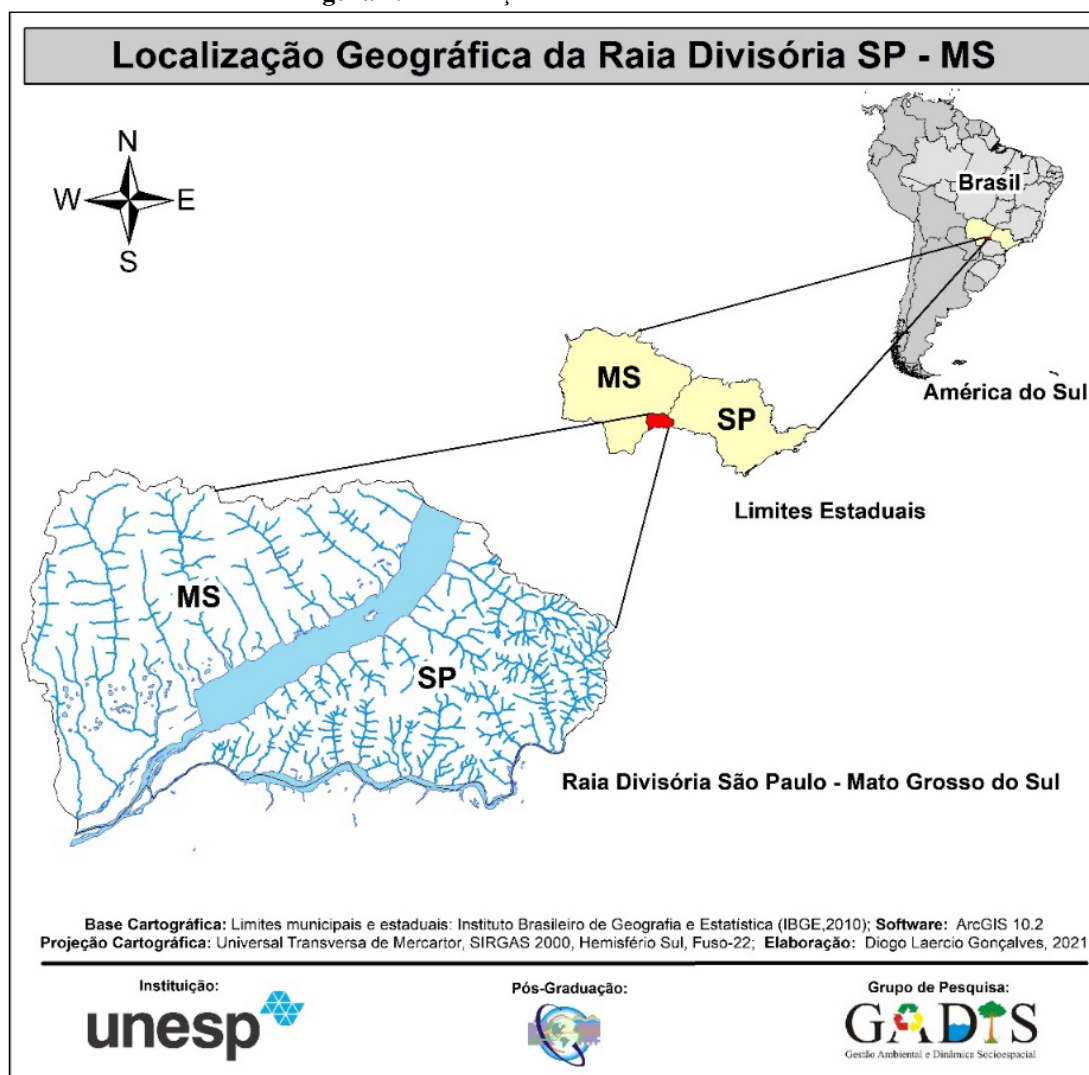 Localização Geográfica da Raia Divisória SP - MS
N
W E
S
Brasil
América do Sul
MS
SP
Limites Estaduais
MS
SP
Raia Divisória São Paulo - Mato Grosso do Sul
Base Cartográfica: Limites municipais e estaduais: Instituto Brasileiro de Geografia e Estatística (IBGE,2010); Software: ArcGIS 10.2
Projeção Cartográfica: Universal Transversa de Mercartor, SIRGAS 2000, Hemisfério Sul, Fuso-22; Elaboração: Diogo Laercio Gonçalves, 2021
Instituição:
unesp
Pós-Graduação:
Grupo de Pesquisa:
GADIS
Gestão Ambiental e Dinâmica Socioespacial